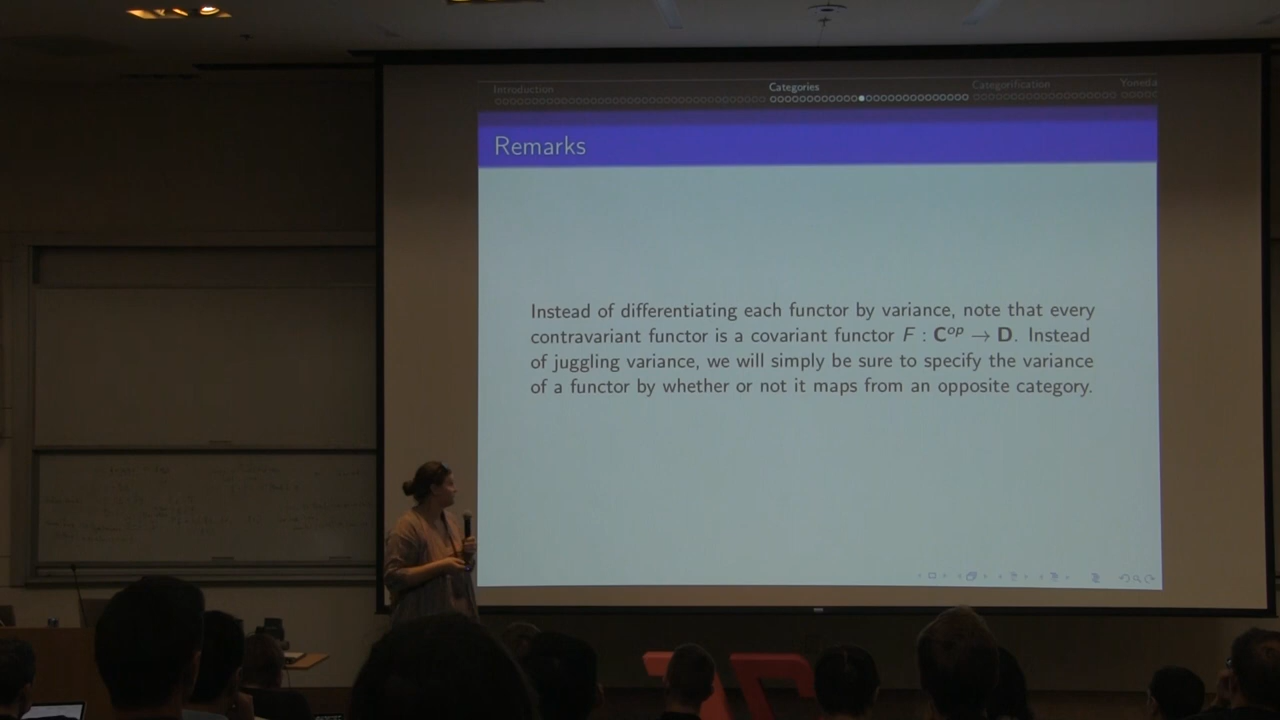 Introduction
Categories
Categorification
Yoneda
Remarks
Instead of differentiating each functor by variance, note that every
contravariant functor is a covariant functor F : C^op → D. Instead
of juggling variance, we will simply be sure to specify the variance
of a functor by whether or not it maps from an opposite category.